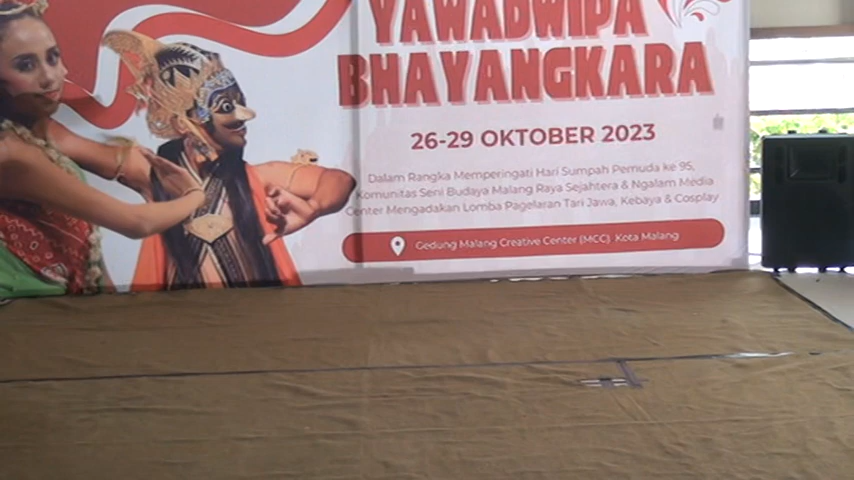 YAWADWIPA
BHAYANGKARA
26-29 OKTOBER 2023
Dalam Rangka Memperingati Hari Sumpah Pemuda ke 95,
Komunitas Seni Budaya Malang Raya Sejahtera & Ngalam Media
Center Mengadakan Lomba Pagelaran Tari Jawa, Kebaya & Cosplay
Gedung Malang Creative Center (MCC) Kota Malang